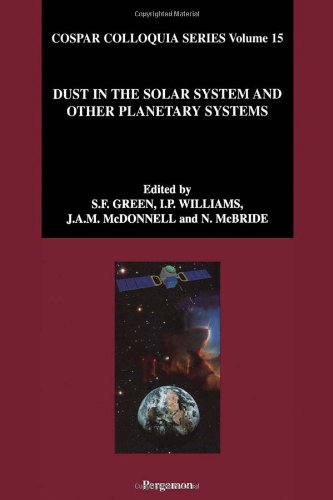 COSPAR COLLOQUIA SERIES Volume 15
DUST IN THE SOLAR SYSTEM AND
OTHER PLANETARY SYSTEMS
Edited by
S.F. GREEN, I.P. WILLIAMS,
J.A.M. McDONNELL and N. McBRIDE
Pergamon